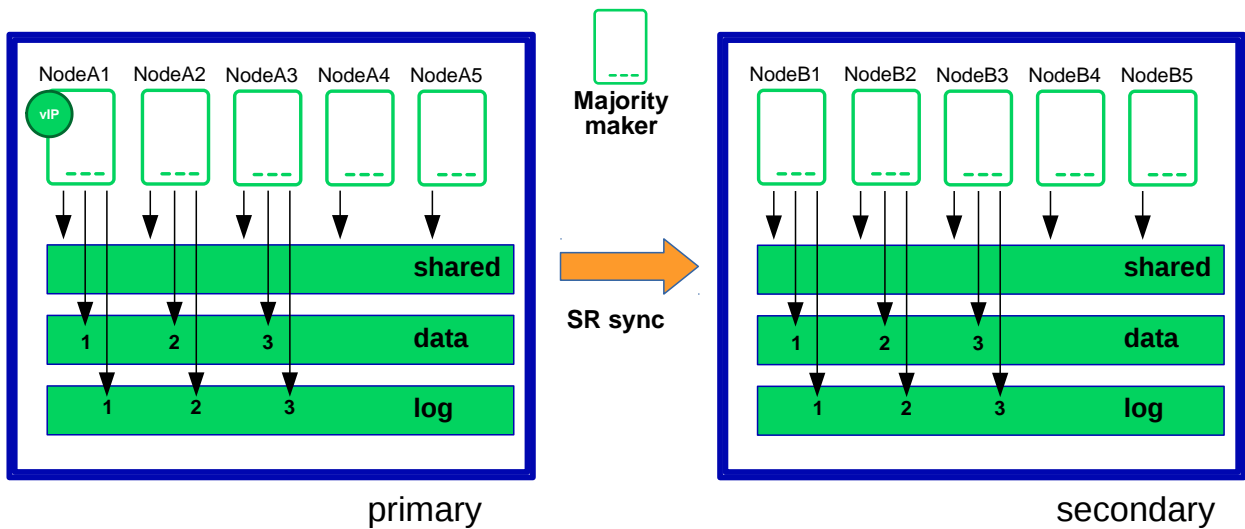 NodeA1 NodeA2 NodeA3 NodeA4 NodeA5
vIP
Majority
maker
NodeB1 NodeB2 NodeB3 NodeB4 NodeB5
shared
data
1 2 3
log
1 2 3
SR sync
shared
data
1 2 3
log
1 2 3
primary
secondary